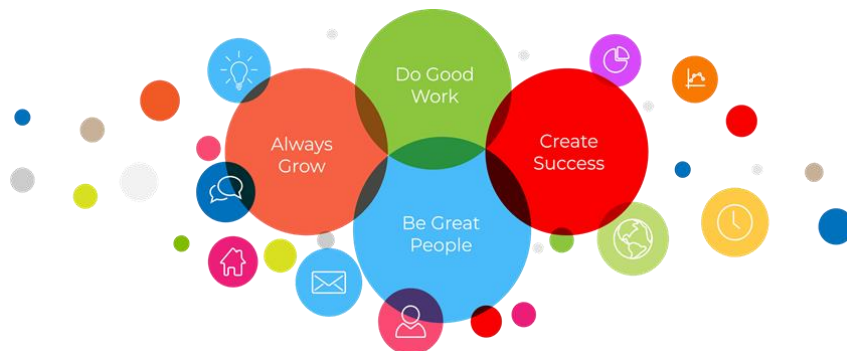 Do Good
Work
Always
Grow
Create
Success
Be Great
People